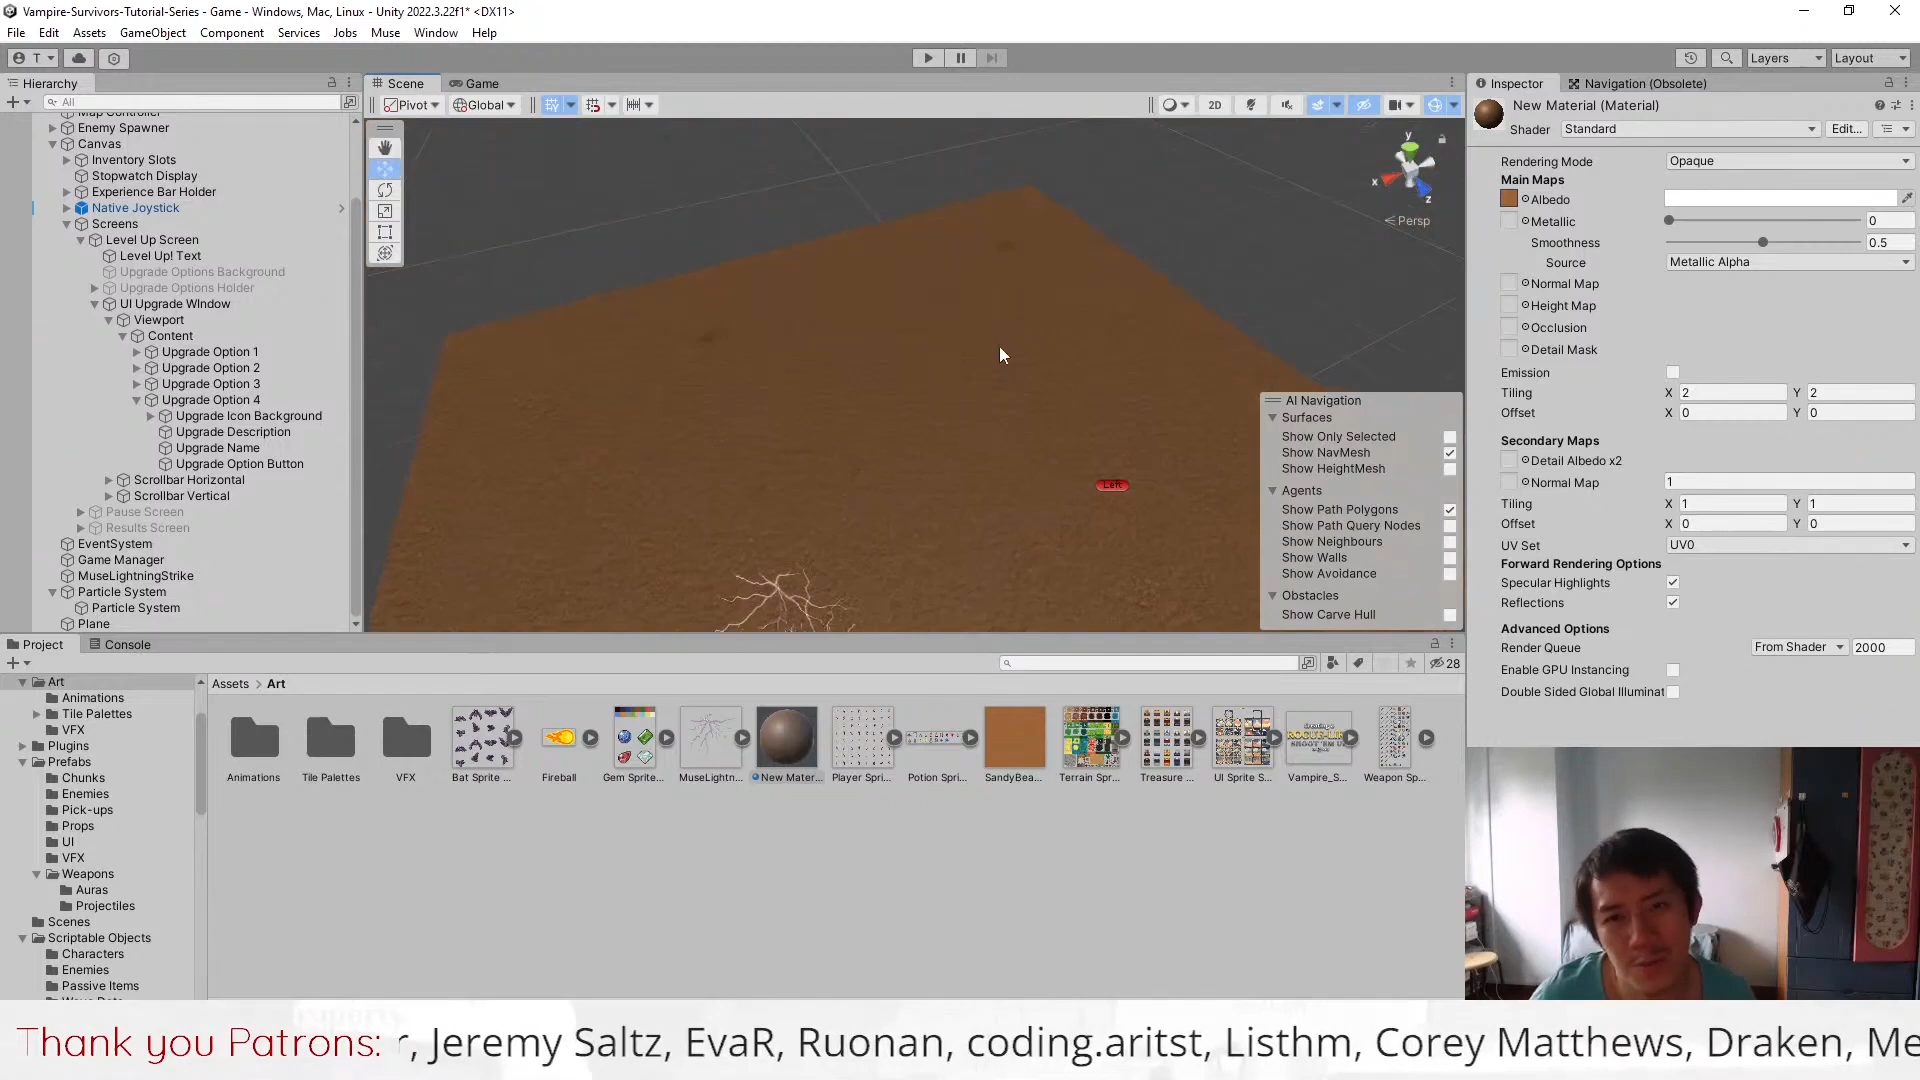 Vampire-Survivors-Tutorial-Series - Game - Windows, Mac, Linux - Unity 2022.3.22f1* <DX11>
File Edit Assets GameObject Component Services Jobs Muse Window Help
T Layers Layout
Hierarchy
All
Map Controller
Enemy Spawner
Canvas
Inventory Slots
Stopwatch Display
Experience Bar Holder
Native Joystick
Screens
Level Up Screen
Level Up! Text
Upgrade Options Background
Upgrade Options Holder
UI Upgrade WIndow
Viewport
Content
Upgrade Option 1
Upgrade Option 2
Upgrade Option 3
Upgrade Option 4
Upgrade Icon Background
Upgrade Description
Upgrade Name
Upgrade Option Button
Scrollbar Horizontal
Scrollbar Vertical
Pause Screen
Results Screen
EventSystem
Game Manager
MuseLightningStrike
Particle System
Particle System
Plane
Scene Game
Pivot Global 2D
y
x
z
Persp
Left
AI Navigation
Surfaces
Show Only Selected
Show NavMesh
Show HeightMesh
Agents
Show Path Polygons
Show Path Query Nodes
Show Neighbours
Show Walls
Show Avoidance
Obstacles
Show Carve Hull
Inspector Navigation (Obsolete)
New Material (Material)
Shader Standard Edit...
Rendering Mode Opaque
Main Maps
Albedo
Metallic 0
Smoothness 0.5
Source Metallic Alpha
Normal Map
Height Map
Occlusion
Detail Mask
Emission
Tiling X 2 Y 2
Offset X 0 Y 0
Secondary Maps
Detail Albedo x2
Normal Map 1
Tiling X 1 Y 1
Offset X 0 Y 0
UV Set UV0
Forward Rendering Options
Specular Highlights
Reflections
Advanced Options
Render Queue From Shader 2000
Enable GPU Instancing
Double Sided Global Illuminat
Project Console
28
Art
Animations
Tile Palettes
VFX
Plugins
Prefabs
Chunks
Enemies
Pick-ups
Props
UI
VFX
Weapons
Auras
Projectiles
Scenes
Scriptable Objects
Characters
Enemies
Passive Items
Assets > Art
Animations
Tile Palettes
VFX
Bat Sprite ...
Fireball
Gem Sprite...
MuseLightn...
New Mater...
Player Spri...
Potion Spri...
SandyBea...
Terrain Spr...
Treasure ...
UI Sprite S...
Vampire_S...
Weapon Sp...
Thank you Patrons: r, Jeremy Saltz, EvaR, Ruonan, coding.aritst, Listhm, Corey Matthews, Draken, Me